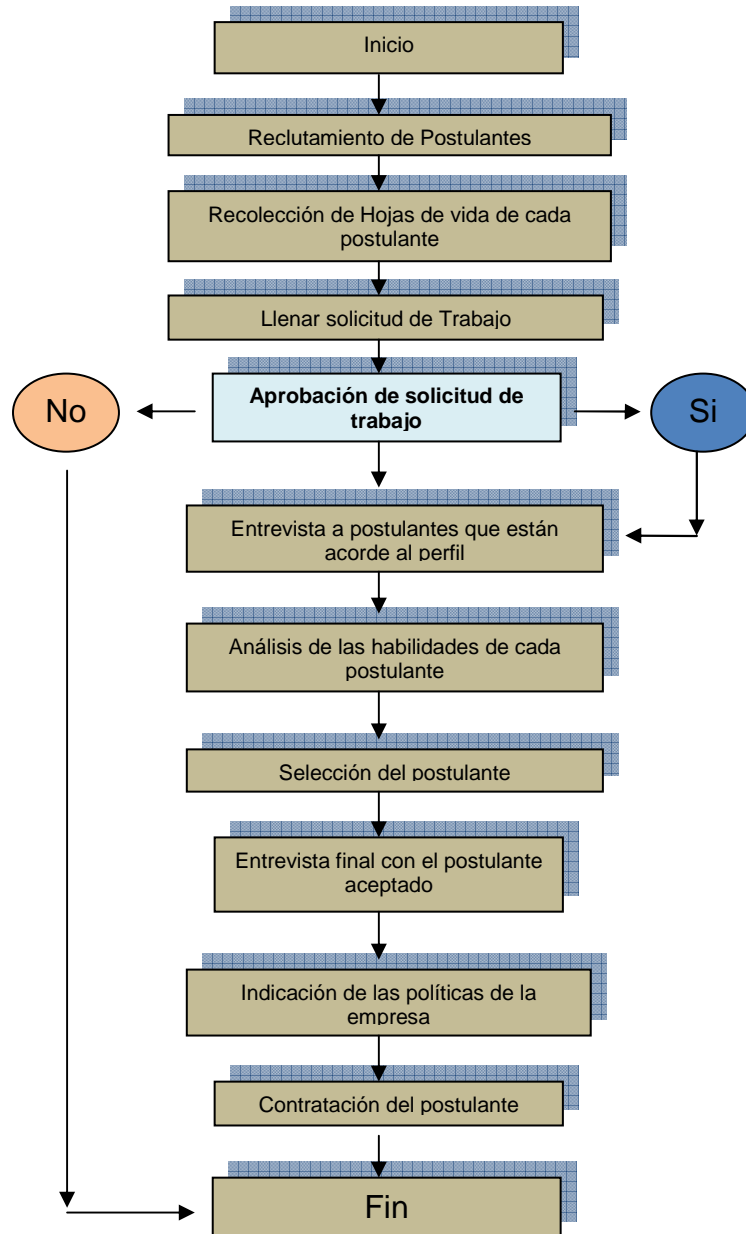 Inicio
Reclutamiento de Postulantes
Recolección de Hojas de vida de cada
postulante
Llenar solicitud de Trabajo
No
Aprobación de solicitud de
trabajo
Si
Entrevista a postulantes que están
acorde al perfil
Análisis de las habilidades de cada
postulante
Selección del postulante
Entrevista final con el postulante
aceptado
Indicación de las políticas de la
empresa
Contratación del postulante
Fin